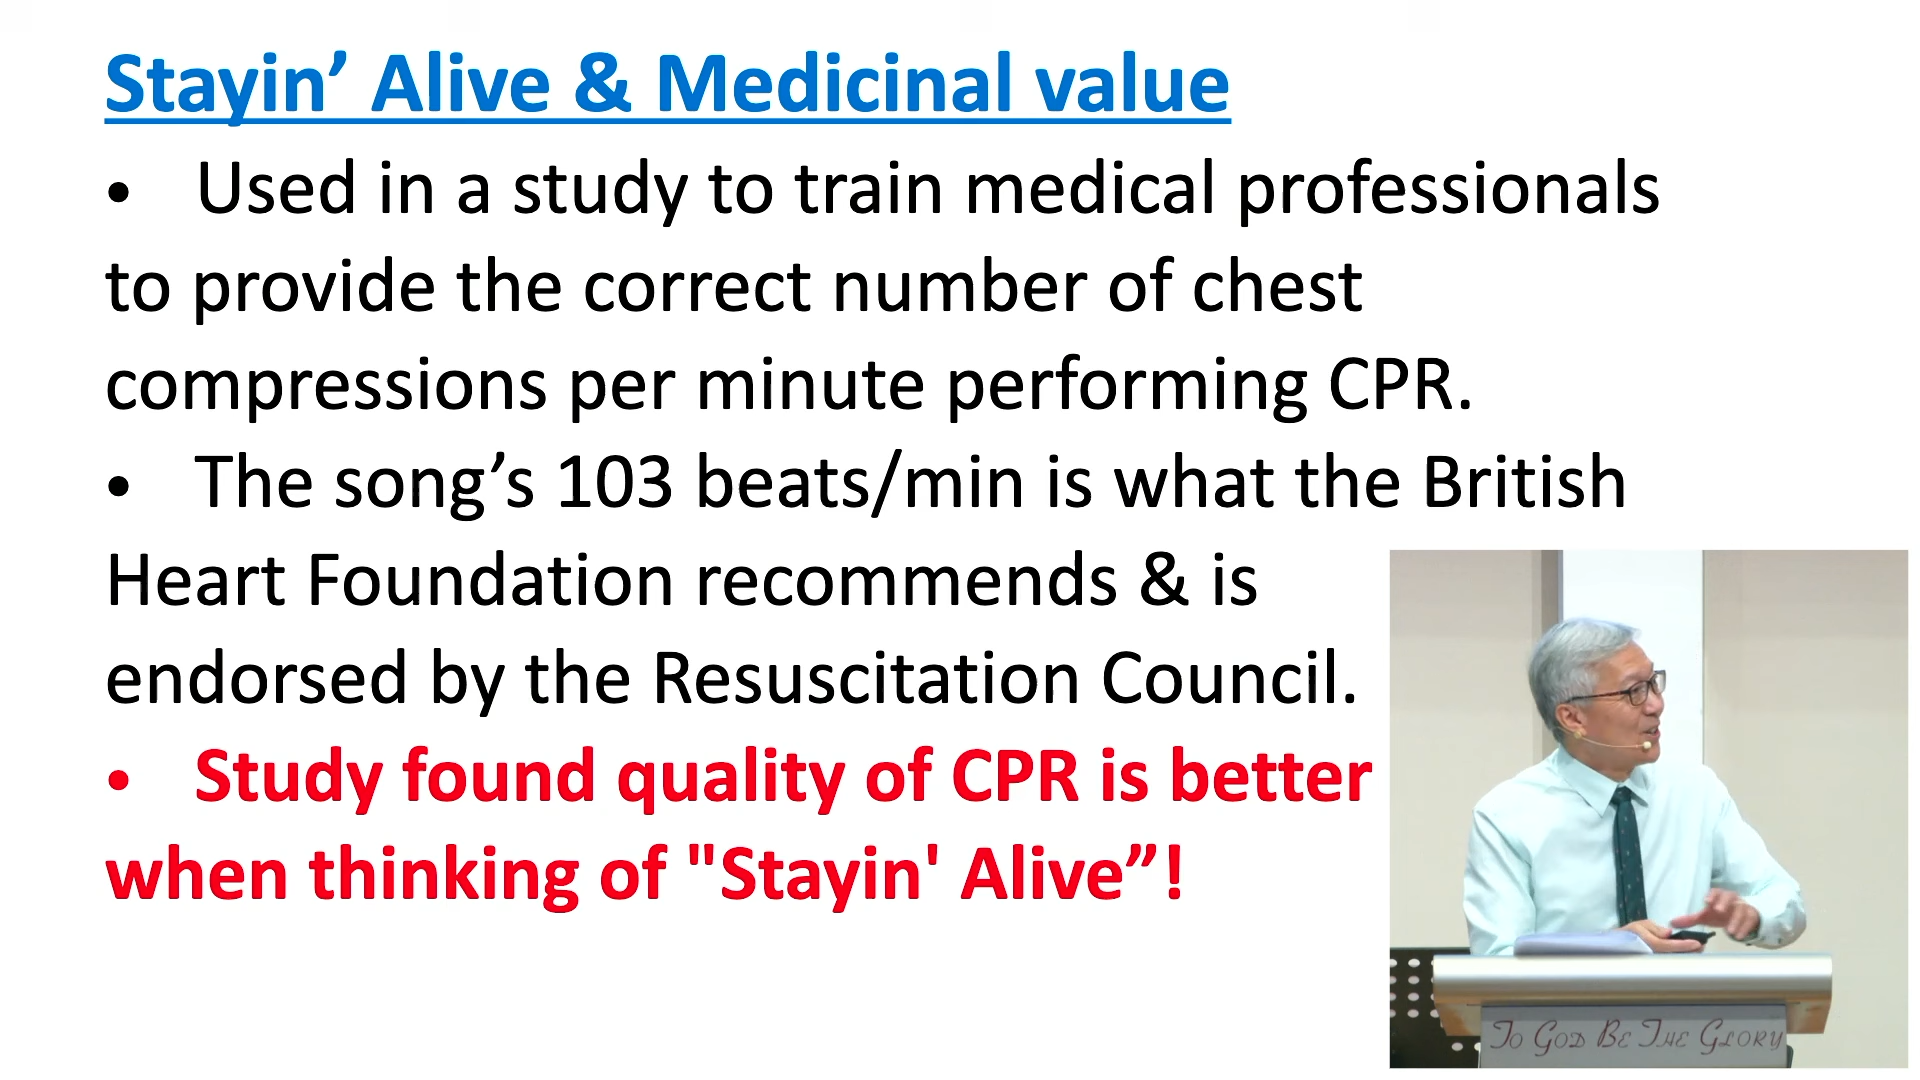 Stayin’ Alive & Medicinal value
• Used in a study to train medical professionals
to provide the correct number of chest
compressions per minute performing CPR.
• The song’s 103 beats/min is what the British
Heart Foundation recommends & is
endorsed by the Resuscitation Council.
• Study found quality of CPR is better
when thinking of "Stayin' Alive”!
To God Be The Glory